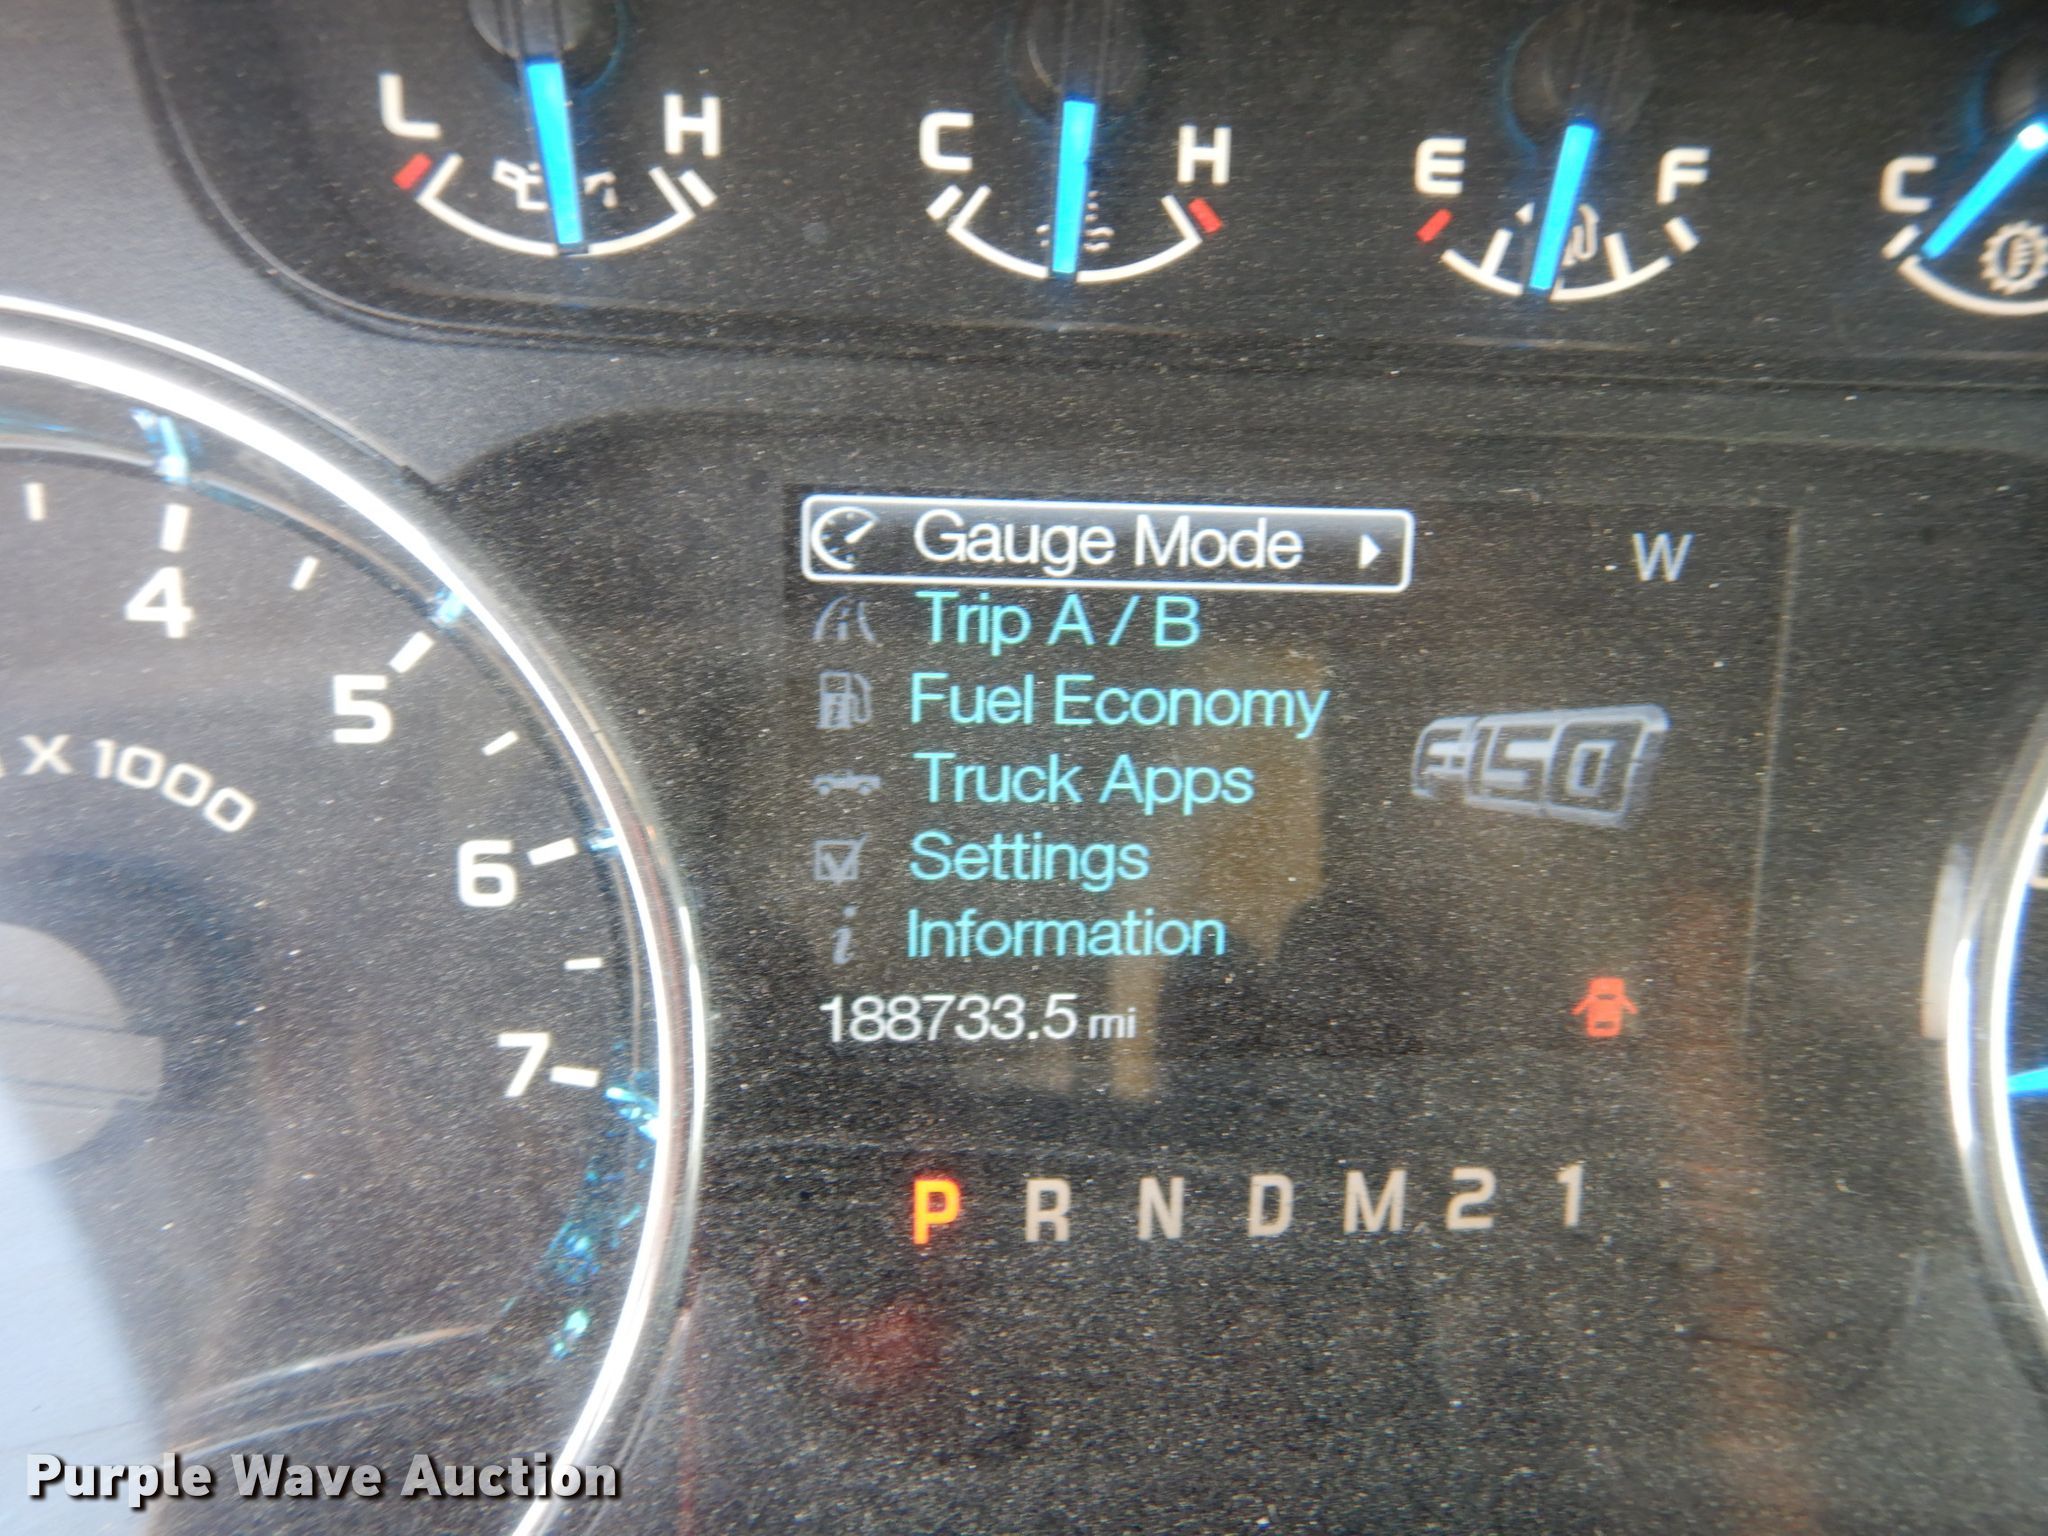 L H
C H
E F
C
4
5
6
7
X 1000
Gauge Mode
W
Trip A / B
Fuel Economy
F-150
Truck Apps
Settings
Information
188733.5 mi
P R N D M 2 1
Purple Wave Auction